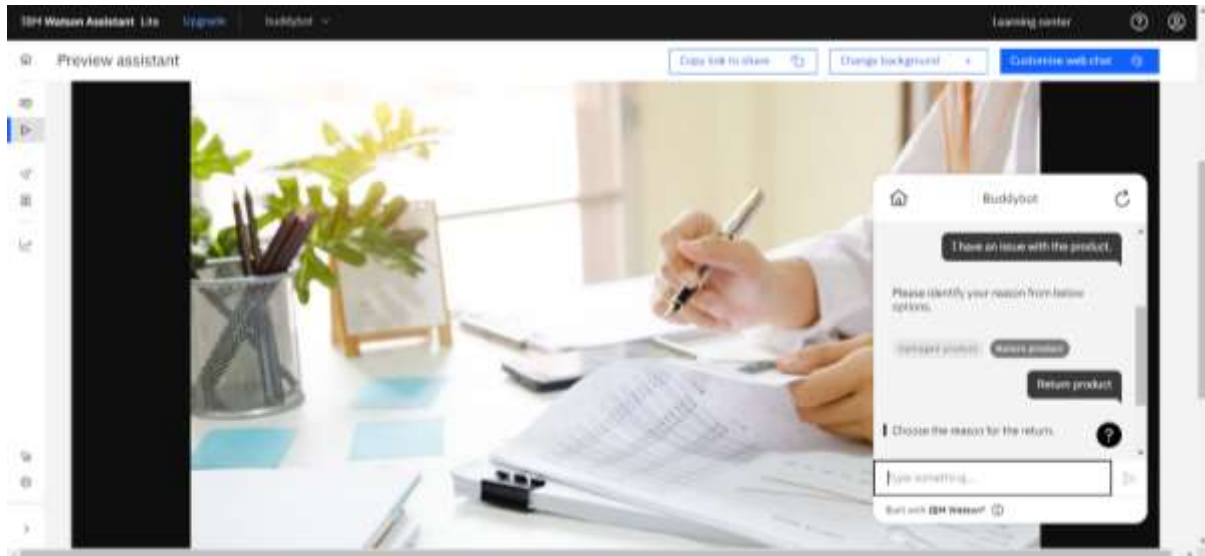 IBM Watson Assistant Lite Upgrade buddybot Learning center
Preview assistant Copy link to share Change background Customize web chat
Buddybot
I have an issue with the product.
Please identify your reason from below
options.
Damaged product Return product
Return product
Choose the reason for the return.
?
Type something...
Built with IBM Watson®